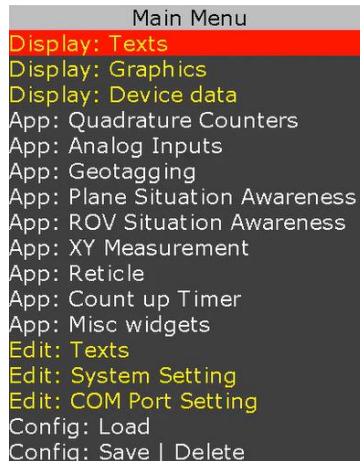 Main Menu
Display: Texts
Display: Graphics
Display: Device data
App: Quadrature Counters
App: Analog Inputs
App: Geotagging
App: Plane Situation Awareness
App: ROV Situation Awareness
App: XY Measurement
App: Reticle
App: Count up Timer
App: Misc widgets
Edit: Texts
Edit: System Setting
Edit: COM Port Setting
Config: Load
Config: Save | Delete